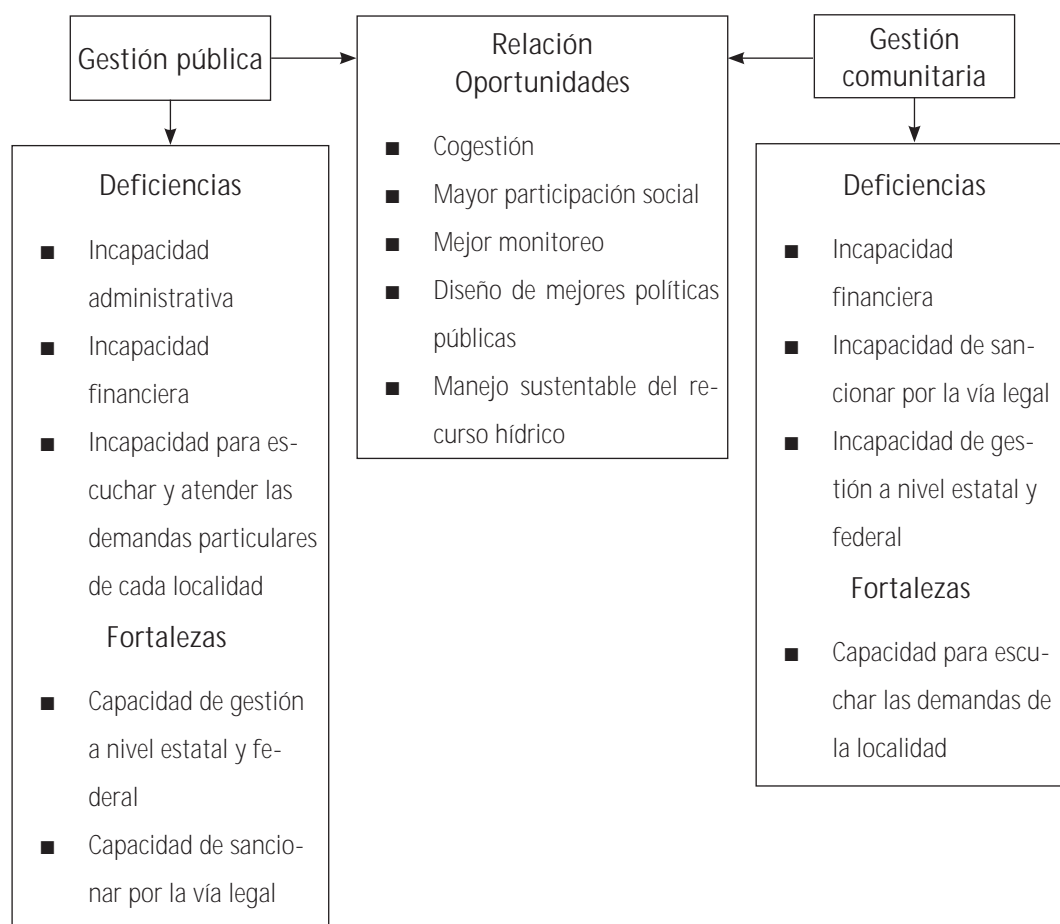 Gestión pública
Relación
Oportunidades
■ Cogestión
■ Mayor participación social
■ Mejor monitoreo
■ Diseño de mejores políticas
públicas
■ Manejo sustentable del re-
curso hídrico
Gestión
comunitaria
Deficiencias
■ Incapacidad
administrativa
■ Incapacidad
financiera
■ Incapacidad para es-
cuchar y atender las
demandas particulares
de cada localidad
Fortalezas
■ Capacidad de gestión
a nivel estatal y fe-
deral
■ Capacidad de sancio-
nar por la vía legal
Deficiencias
■ Incapacidad
financiera
■ Incapacidad de san-
cionar por la vía legal
■ Incapacidad de ges-
tión a nivel estatal y
federal
Fortalezas
■ Capacidad para escu-
char las demandas de
la localidad